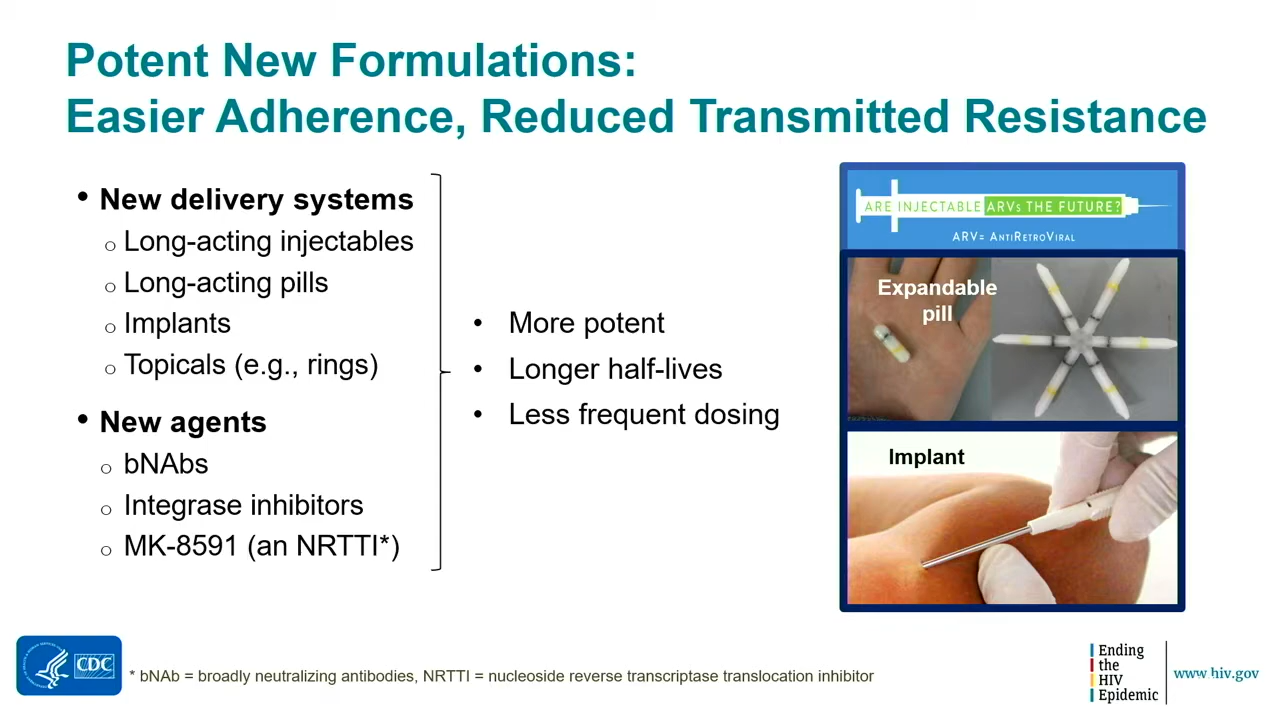 Potent New Formulations:
Easier Adherence, Reduced Transmitted Resistance
• New delivery systems
o Long-acting injectables
o Long-acting pills
o Implants
o Topicals (e.g., rings)
• New agents
o bNAbs
o Integrase inhibitors
o MK-8591 (an NRTTI*)
• More potent
• Longer half-lives
• Less frequent dosing
ARE INJECTABLE ARVs THE FUTURE?
ARV= ANTIRETROVIRAL
Expandable
pill
Implant
CDC
* bNAb = broadly neutralizing antibodies, NRTTI = nucleoside reverse transcriptase translocation inhibitor
Ending
the
HIV
Epidemic
www.hiv.gov